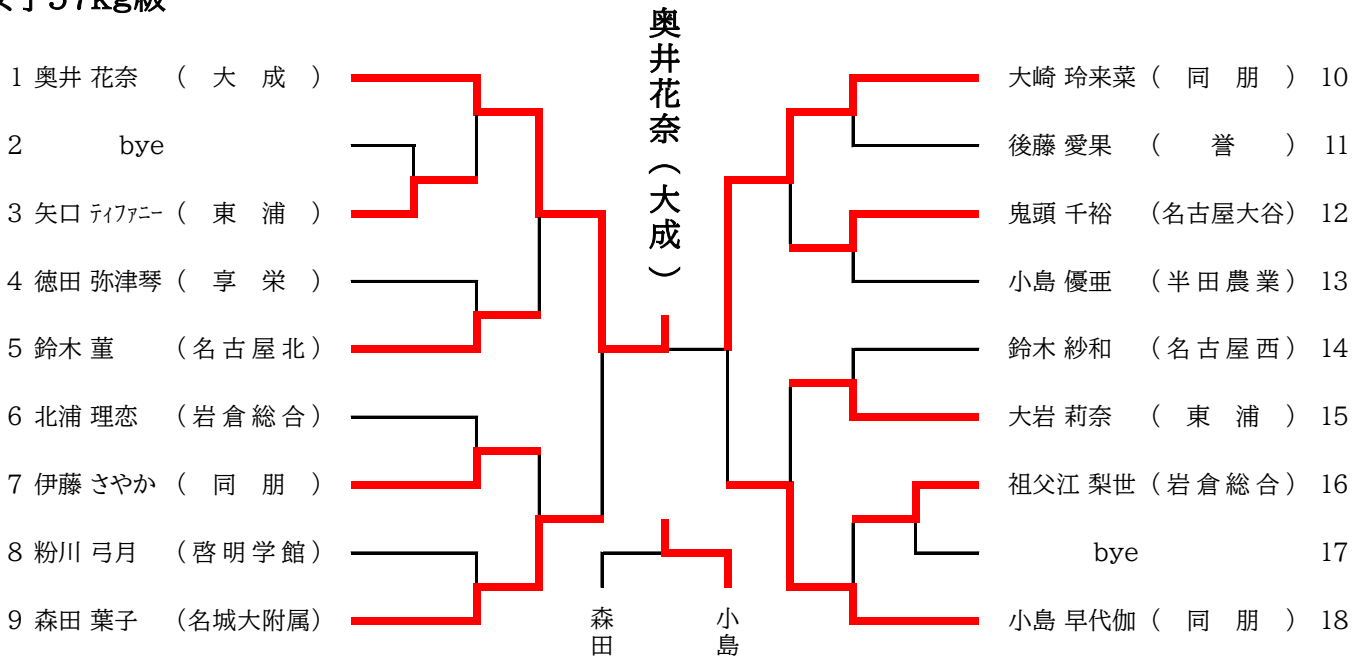 女子57kg級
奥井花奈（大成）
1 奥井 花奈 （ 大 成 ）
2 bye
3 矢口 ティファニー （ 東 浦 ）
4 徳田 弥津琴 （ 享 栄 ）
5 鈴木 菫 （名古屋北）
6 北浦 理恋 （岩倉総合）
7 伊藤 さやか （ 同 朋 ）
8 粉川 弓月 （啓明学館）
9 森田 葉子 （名城大附属）
大崎 玲来菜 （ 同 朋 ） 10
後藤 愛果 （ 誉 ） 11
鬼頭 千裕 （名古屋大谷） 12
小島 優亜 （半田農業） 13
鈴木 紗和 （名古屋西） 14
大岩 莉奈 （ 東 浦 ） 15
祖父江 梨世 （岩倉総合） 16
bye 17
小島 早代伽 （ 同 朋 ） 18
森田
小島